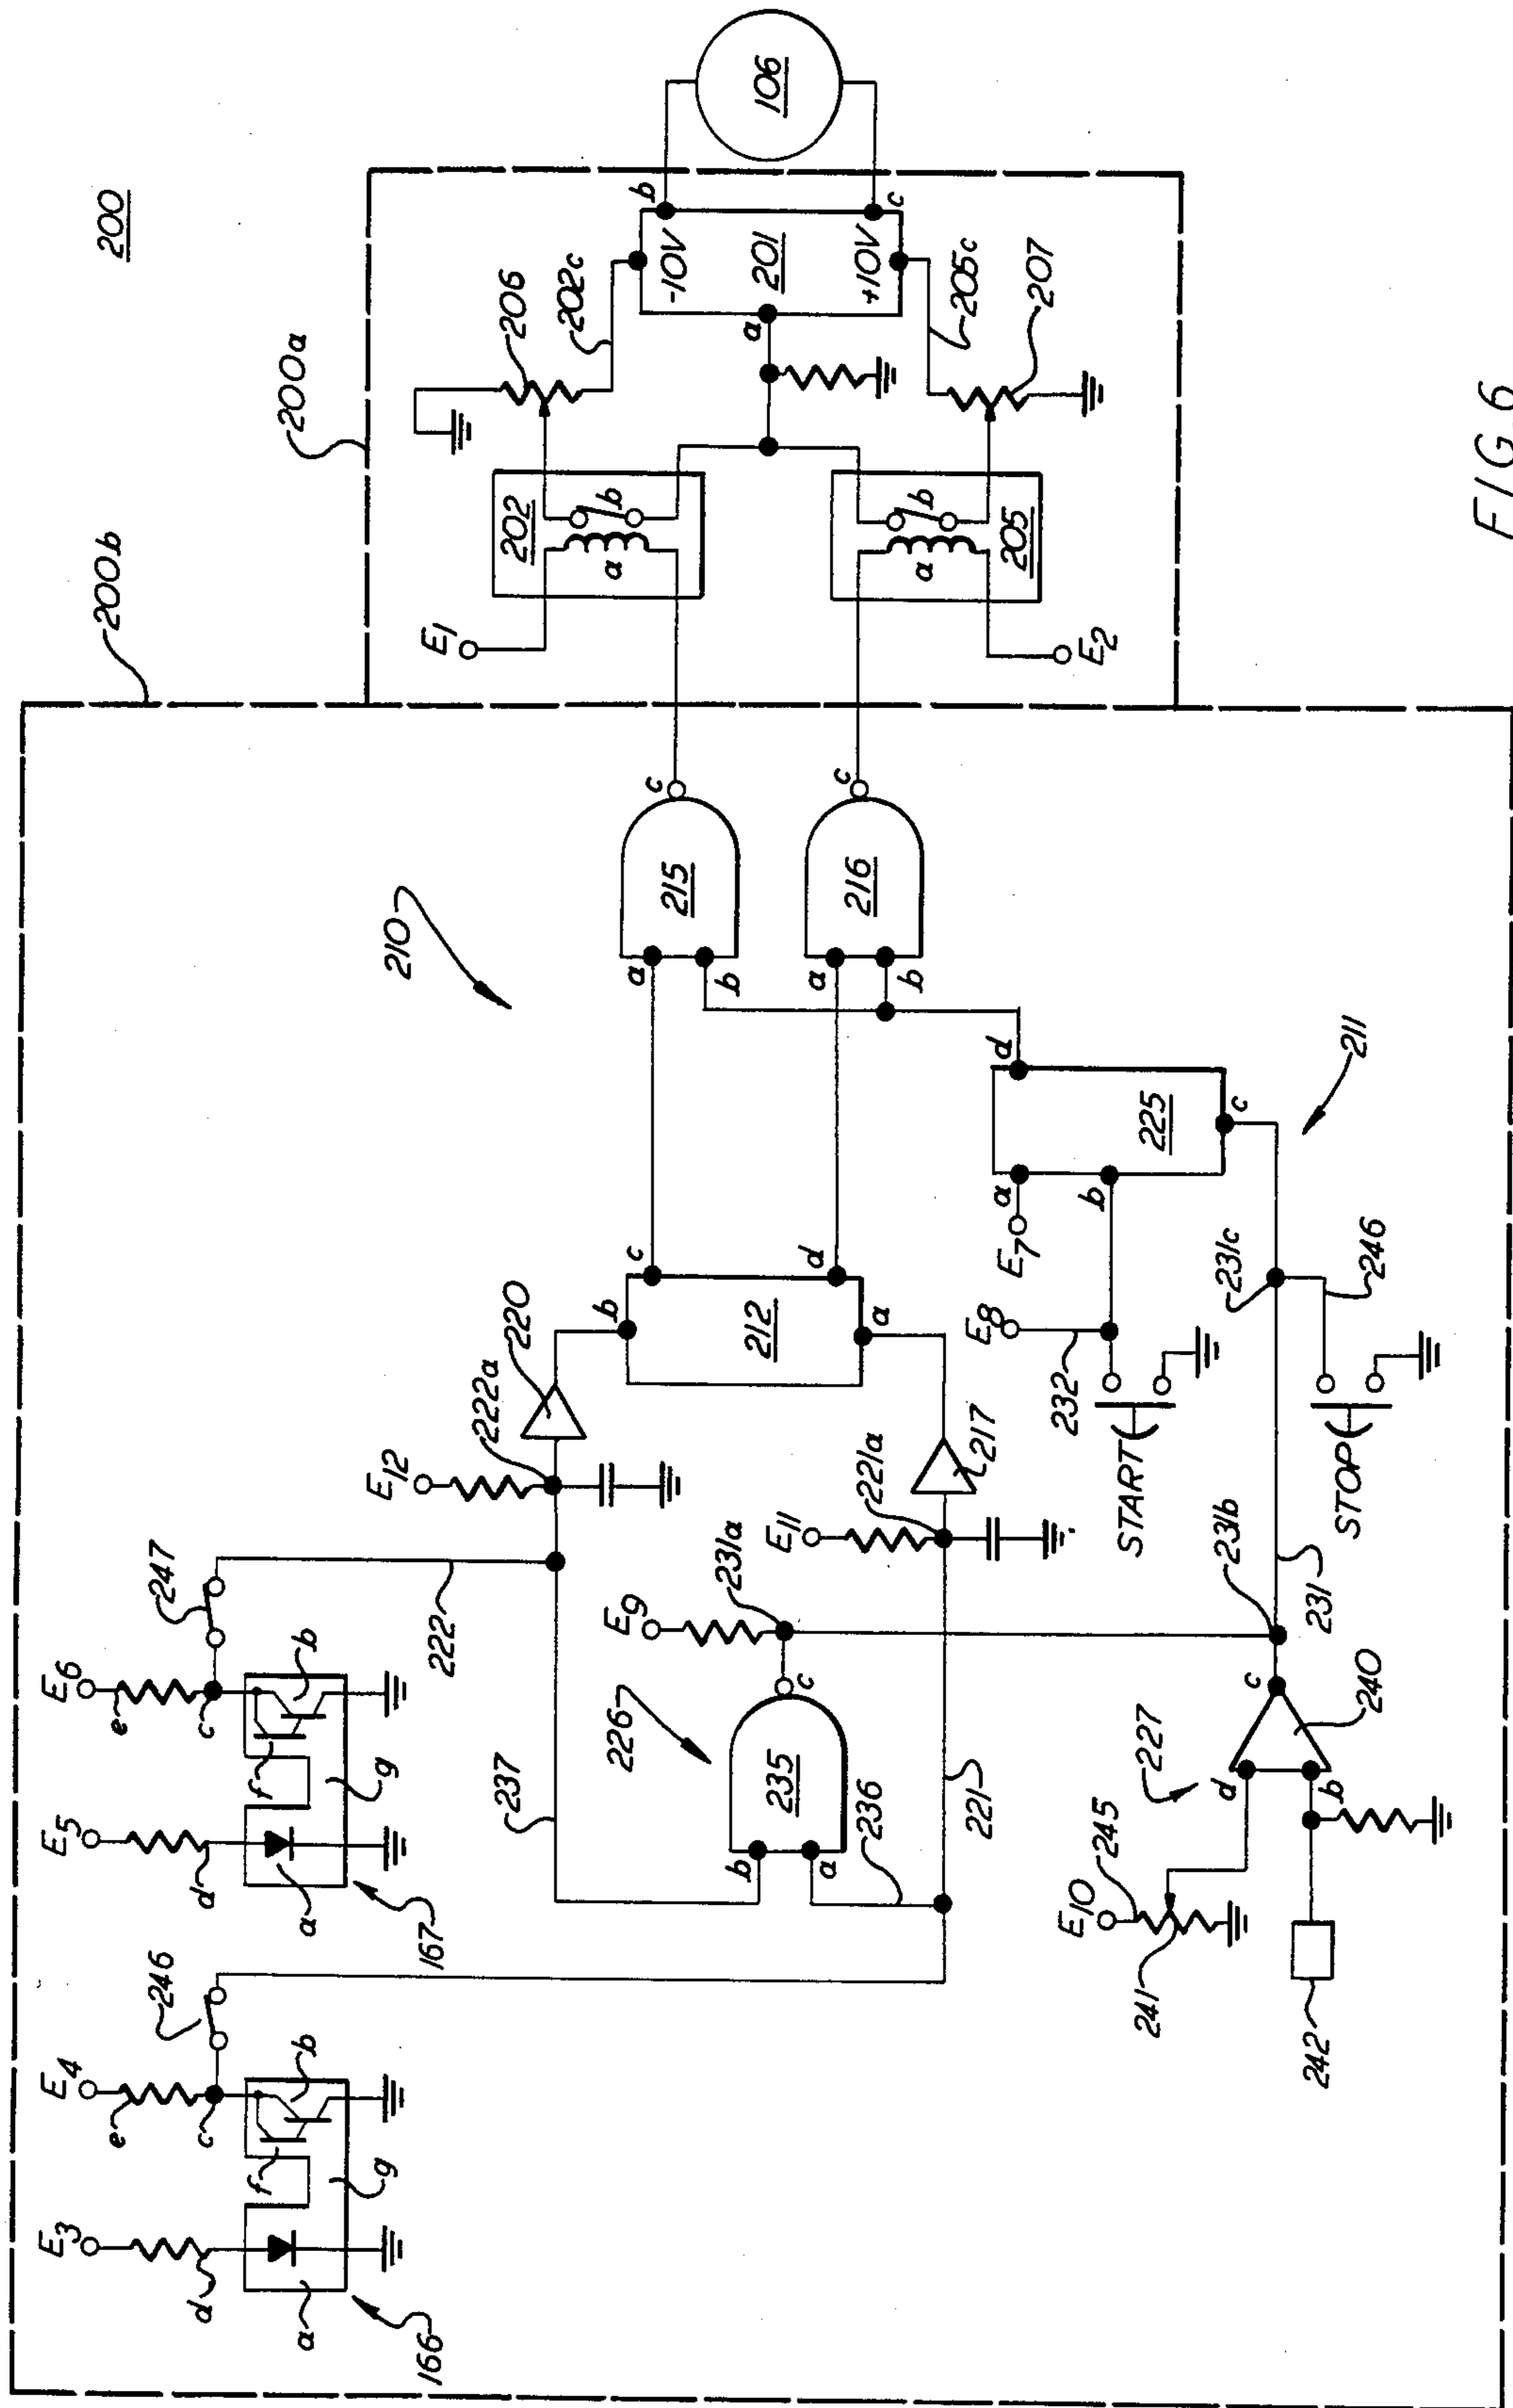 200
200a
200b
106
b
c
-10V
201
+10V
a
206
202c
205c
207
202
b
a
E1
205
b
a
E2
210
c
215
a
b
c
216
a
b
E5
E6
247
e
c
b
f
d
a
g
167
222
E3
E4
246
e
c
b
f
d
a
g
166
E12
222a
220
b
c
212
d
a
237
226
235
b
a
c
236
E9
231a
E11
221a
217
221
d
225
a
b
c
E7
E8
232
START
211
231c
246
STOP
231b
231
227
c
240
d
b
E10
245
241
242
FIG. 6